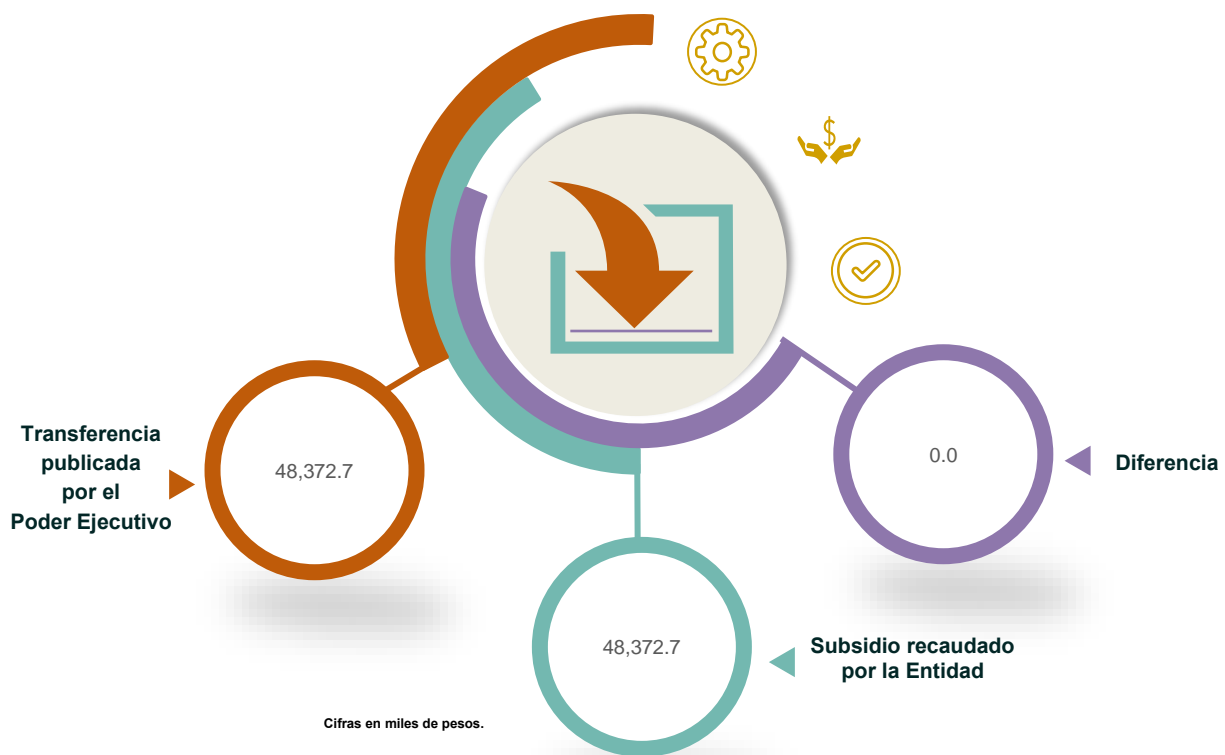 $
Transferencia
publicada
por el
Poder Ejecutivo
48,372.7
0.0
Diferencia
48,372.7
Subsidio recaudado
por la Entidad
Cifras en miles de pesos.